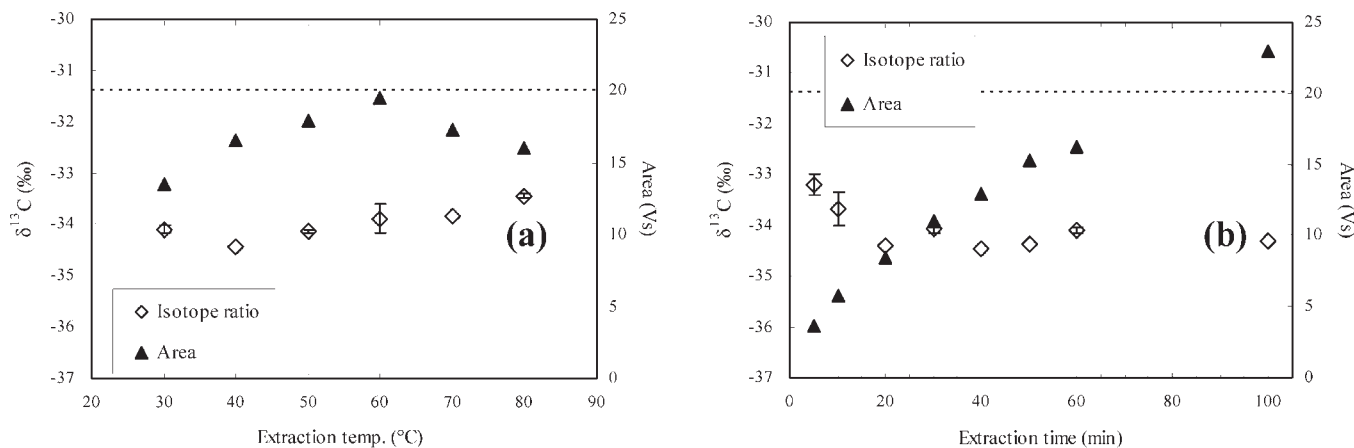 -30
-31
-32
-33
-34
-35
-36
-37
δ¹³C (‰)
25
20
15
10
5
0
Area (Vs)
20 30 40 50 60 70 80 90
Extraction temp. (°C)
Isotope ratio
Area
(a)
-30
-31
-32
-33
-34
-35
-36
-37
δ¹³C (‰)
25
20
15
10
5
0
Area (Vs)
0 20 40 60 80 100
Extraction time (min)
Isotope ratio
Area
(b)